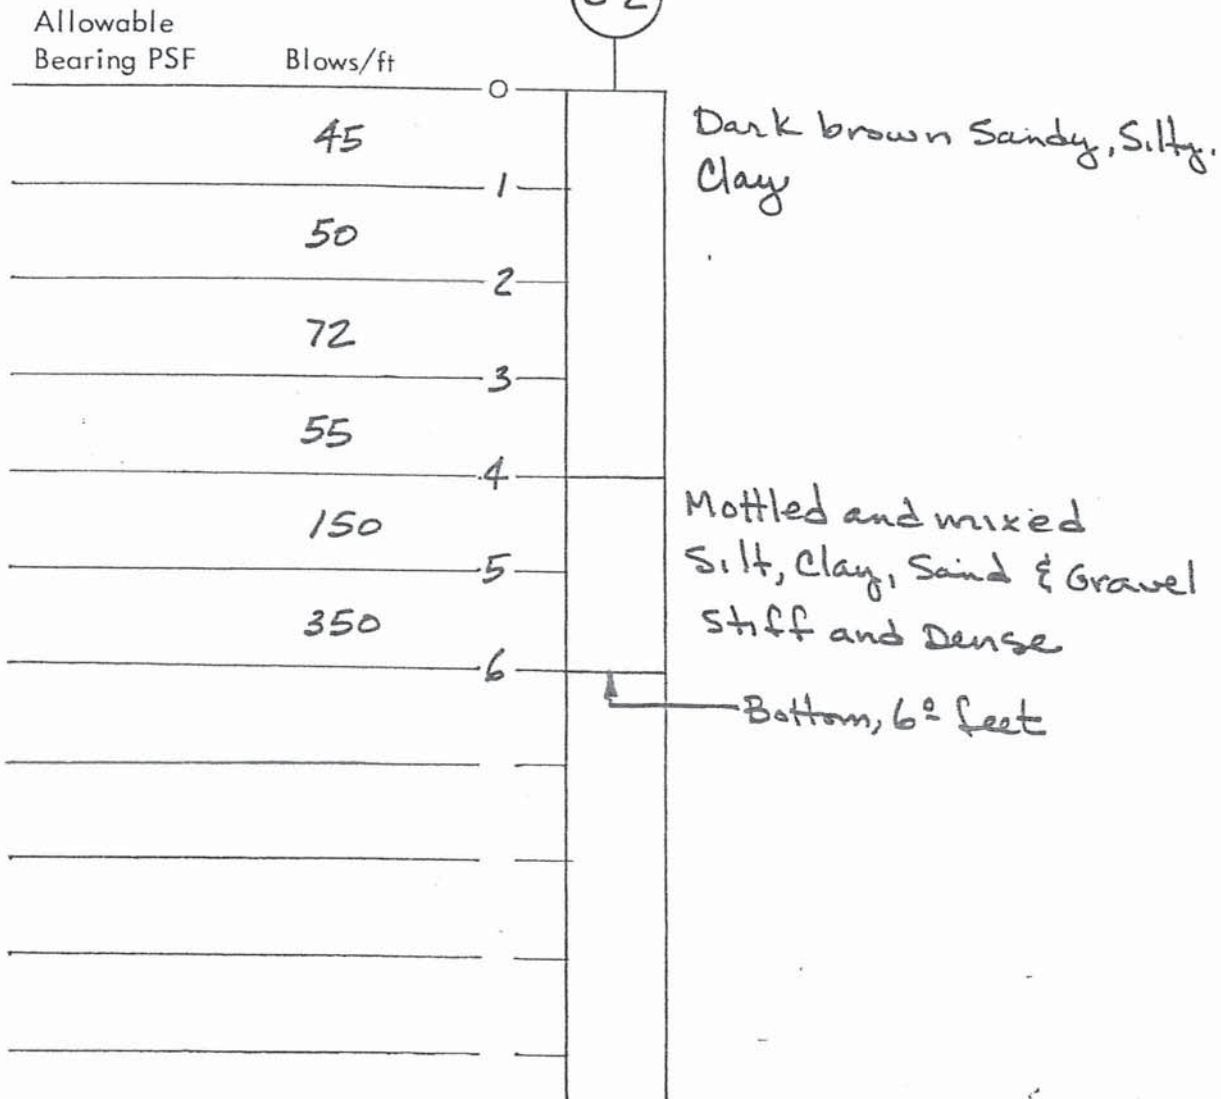 Allowable
Bearing PSF Blows/ft
0
45
Dark brown Sandy, Silty.
Clay
1
50
2
72
3
55
4
150
Mottled and mixed
Silt, Clay, Sand & Gravel
Stiff and Dense
5
350
6
Bottom, 6º feet